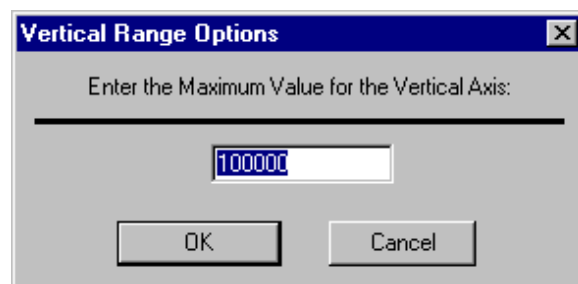 Vertical Range Options
Enter the Maximum Value for the Vertical Axis:
100000
OK Cancel